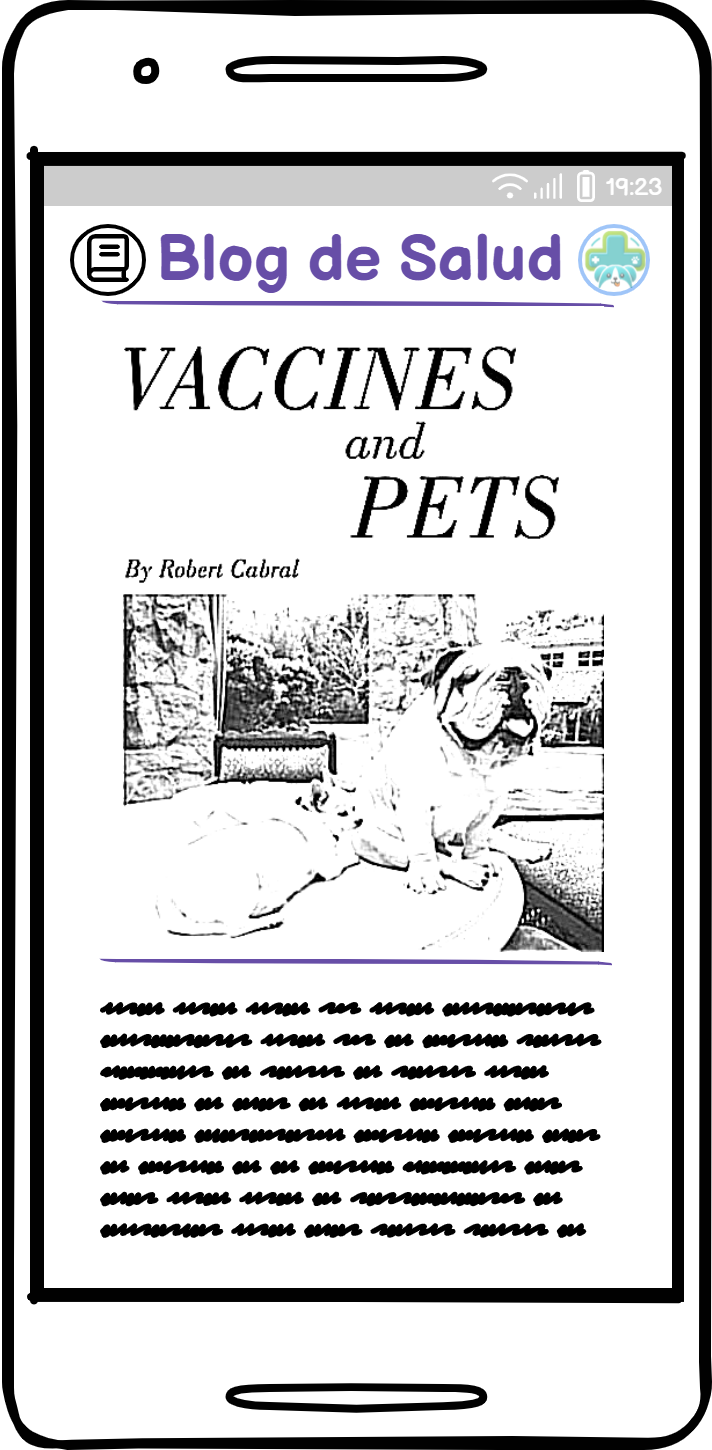 19:23
Blog de Salud
VACCINES
and
PETS
By Robert Cabral